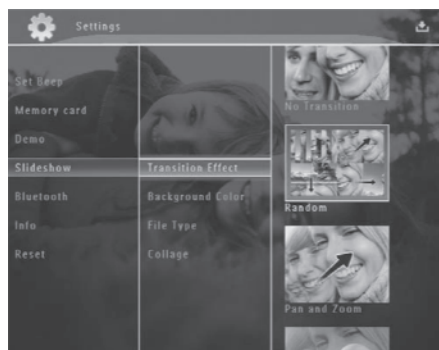 Settings
Set Beep
Memory card
Demo
Slideshow
Bluetooth
Info
Reset
Transition Effect
Background Color
File Type
Collage
No Transition
Random
Pan and Zoom